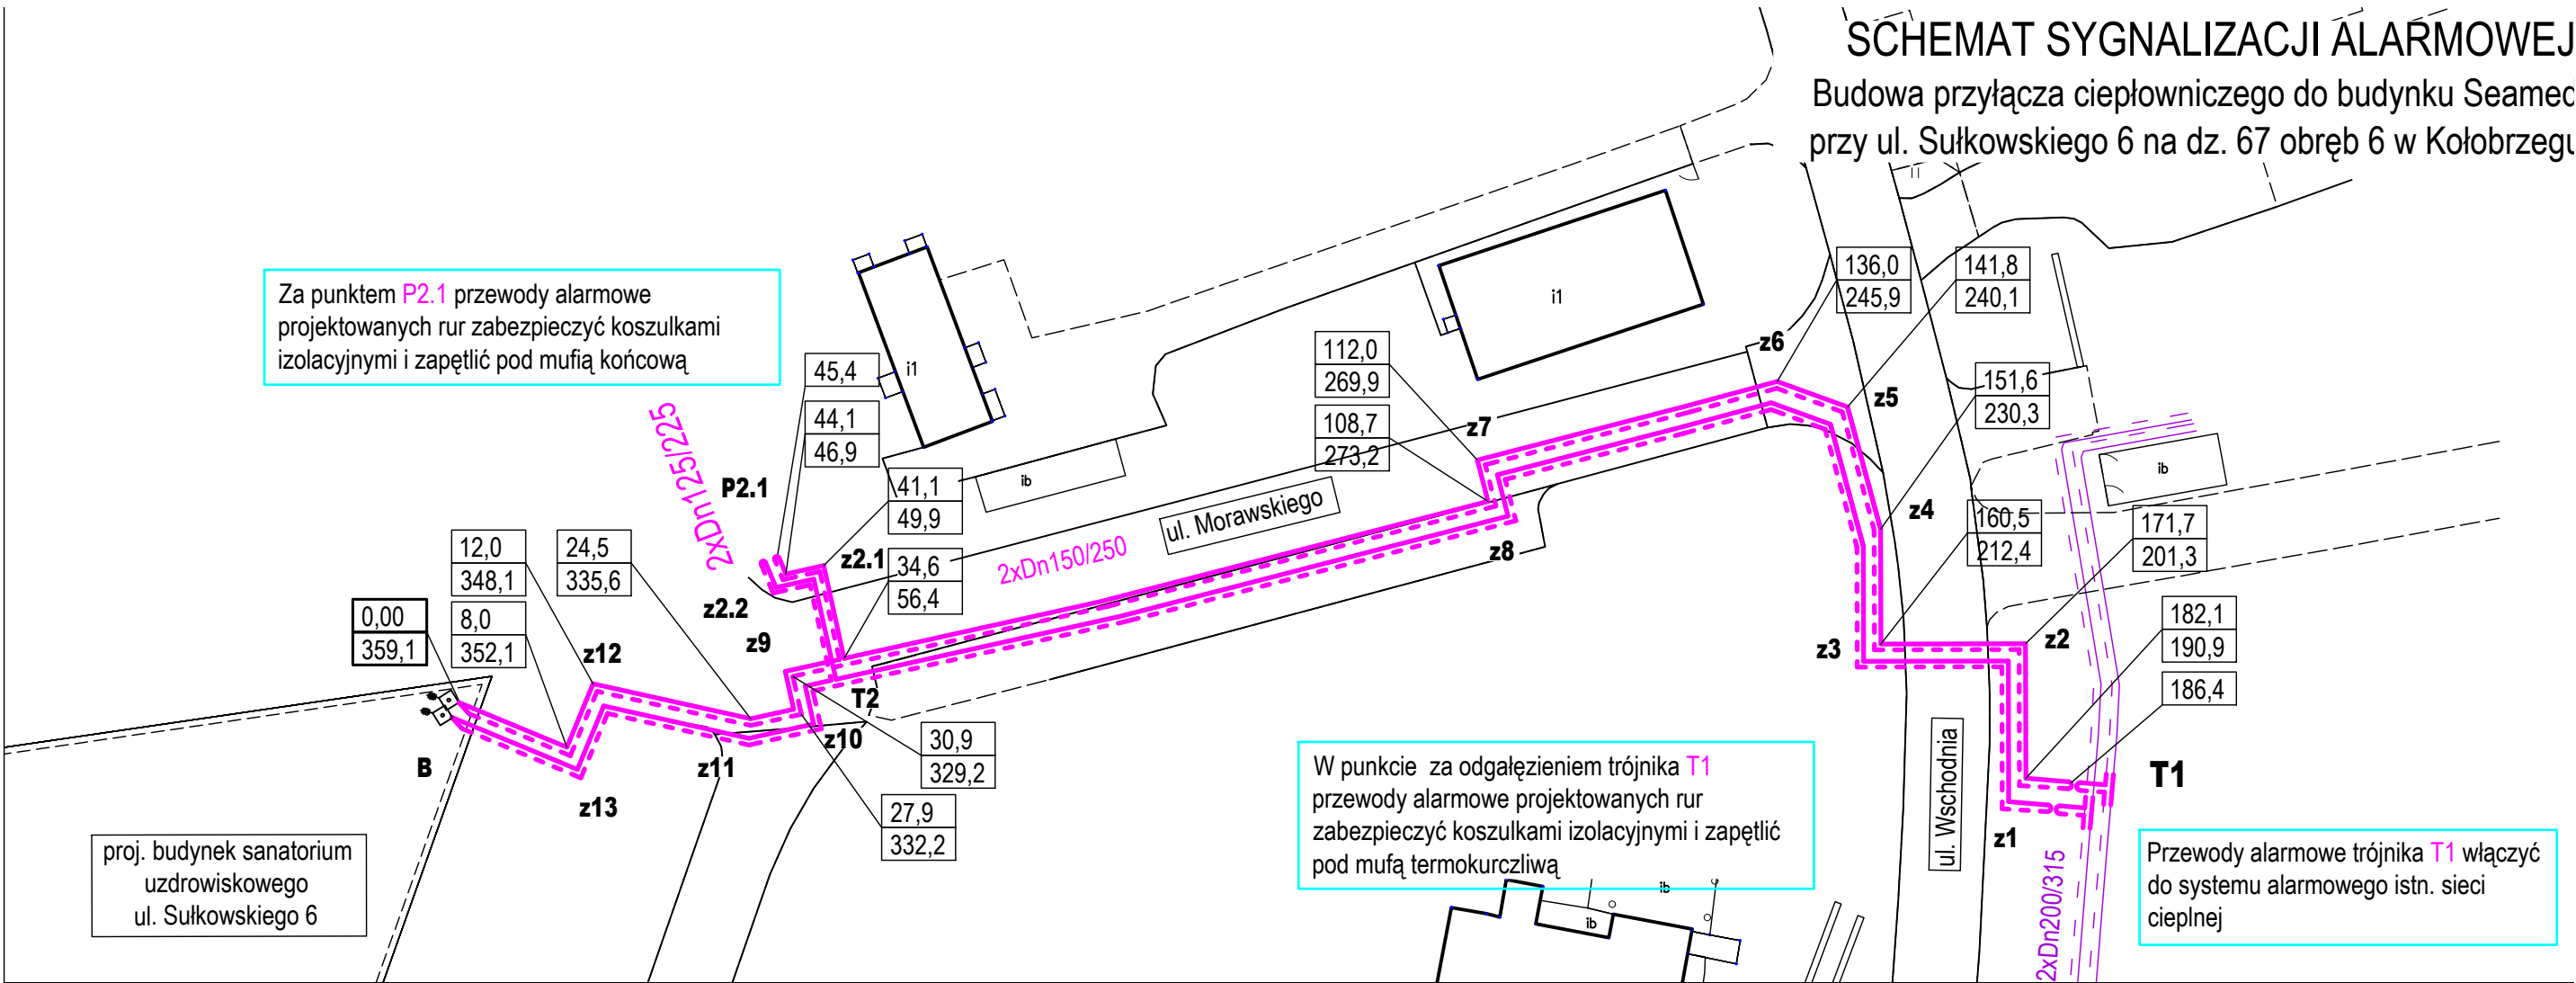 SCHEMAT SYGNALIZACJI ALARMOWEJ
Budowa przyłącza ciepłowniczego do budynku Seamed
przy ul. Sułkowskiego 6 na dz. 67 obręb 6 w Kołobrzegu
Za punktem P2.1 przewody alarmowe
projektowanych rur zabezpieczyć koszulkami
izolacyjnymi i zapętlić pod mufią końcową
i1
i1
136,0
245,9
141,8
240,1
z6
112,0
269,9
45,4
44,1
46,9
z5
151,6
230,3
z7
108,7
273,2
2xDn125/225
P2.1
41,1
49,9
ib
ib
ul. Morawskiego
z4
160,5
212,4
171,7
201,3
12,0
348,1
24,5
335,6
z2.1
34,6
56,4
2xDn150/250
z8
z2.2
0,00
359,1
8,0
352,1
z12
z9
z3
z2
182,1
190,9
186,4
T2
z10
30,9
329,2
B
z11
z13
27,9
332,2
T1
z1
ul. Wschodnia
W punkcie za odgałęzieniem trójnika T1
przewody alarmowe projektowanych rur
zabezpieczyć koszulkami izolacyjnymi i zapętlić
pod mufą termokurczliwą
ib
ib
proj. budynek sanatorium
uzdrowiskowego
ul. Sułkowskiego 6
2xDn200/315
Przewody alarmowe trójnika T1 włączyć
do systemu alarmowego istn. sieci
cieplnej